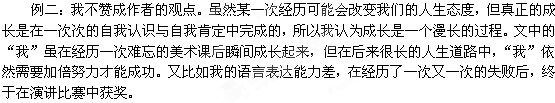 例二：我不赞成作者的观点。虽然某一次经历可能会改变我们的人生态度，但真正的成
长是在一次次的自我认识与自我肯定中完成的，所以我认为成长是一个漫长的过程。文中的
“我”虽在经历一次难忘的美术课后瞬间成长起来，但在后来很长的人生道路中，“我”依
然需要加倍努力才能成功。又比如我的语言表达能力差，在经历了一次又一次的失败后，终
于在演讲比赛中获奖。